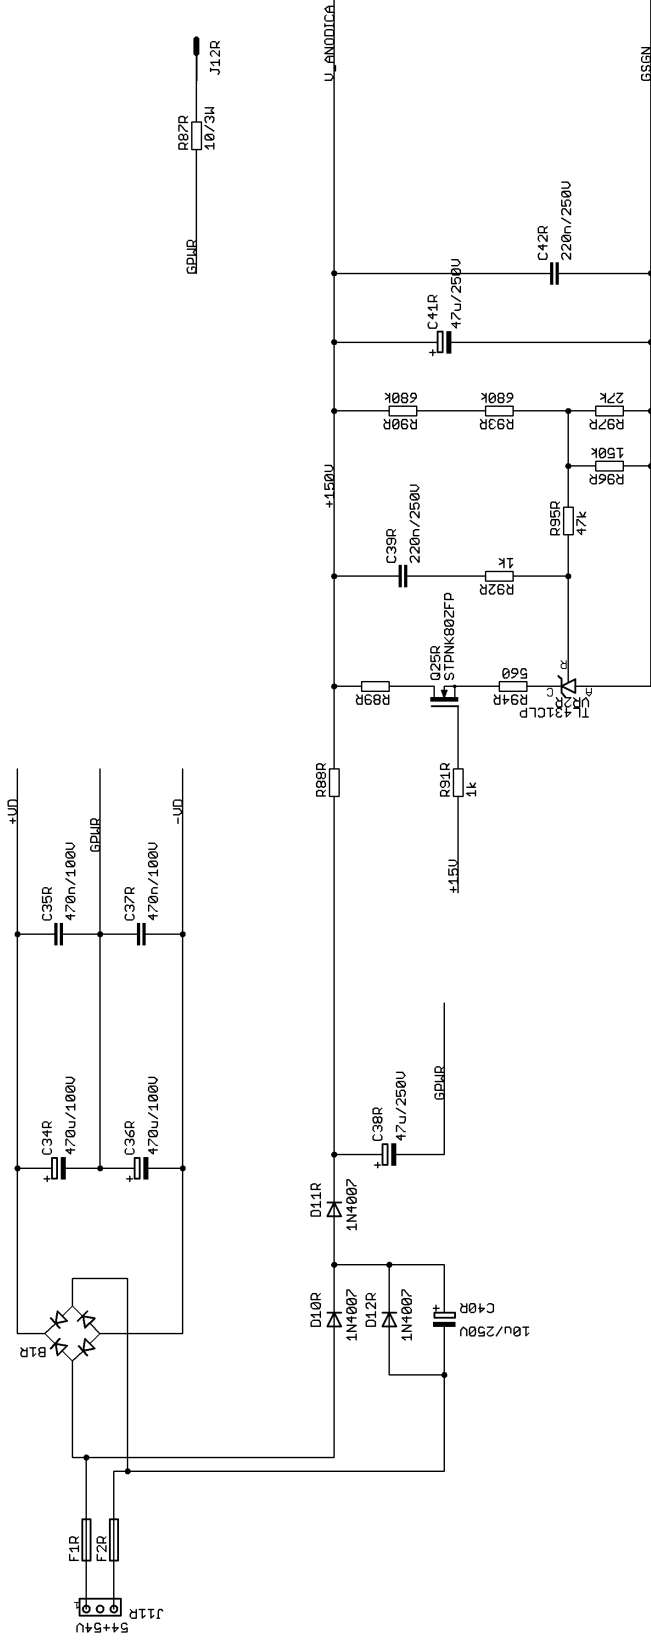 J12R
R87R
10/3W
GPWR
U_ANODICA
GSGN
C42R
220n/250V
C41R
47u/250V
R90R
680k
R93R
680k
R97R
27k
R96R
150k
+150V
R95R
47k
C39R
220n/250V
R92R
1k
Q25R
STPNK80ZFP
R89R
R94R
560
R
C
A
VR2R
TL431CLP
R88R
R91R
1k
+15V
+VD
GPWR
-VD
C35R
470n/100V
C37R
470n/100V
C34R
470u/100V
C36R
470u/100V
C38R
47u/250V
GPWR
D11R
1N4007
D10R
1N4007
D12R
1N4007
C40R
10u/250V
B1R
F1R
F2R
1
J11R
54+54V